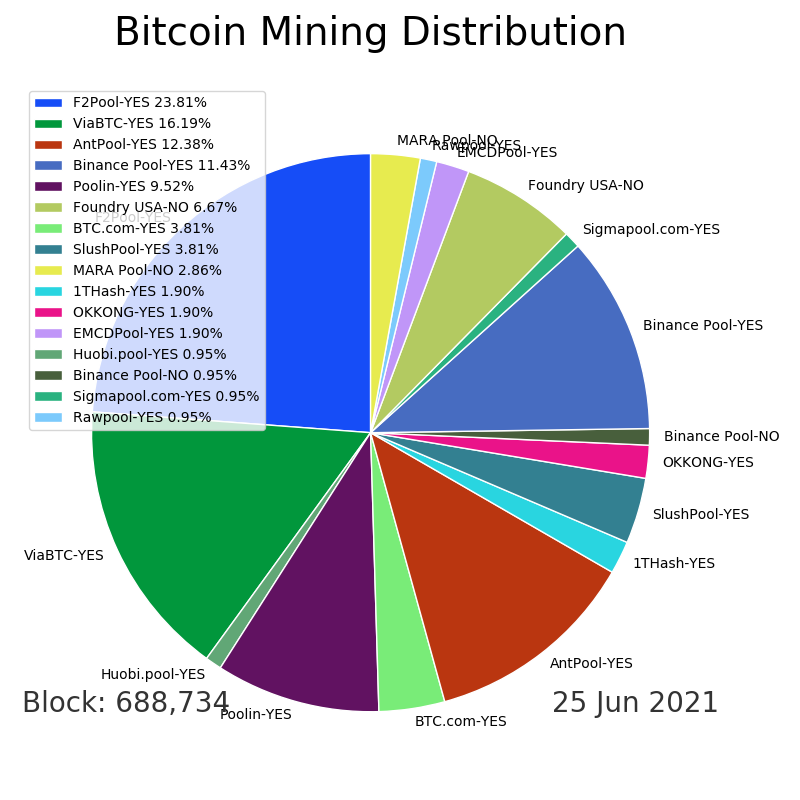 Bitcoin Mining Distribution
F2Pool-YES 23.81%
ViaBTC-YES 16.19%
AntPool-YES 12.38%
Binance Pool-YES 11.43%
Poolin-YES 9.52%
Foundry USA-NO 6.67%
BTC.com-YES 3.81%
SlushPool-YES 3.81%
MARA Pool-NO 2.86%
1THash-YES 1.90%
OKKONG-YES 1.90%
EMCDPool-YES 1.90%
Huobi.pool-YES 0.95%
Binance Pool-NO 0.95%
Sigmapool.com-YES 0.95%
Rawpool-YES 0.95%
MARA Pool-NO
Rawpool-YES
EMCDPool-YES
Foundry USA-NO
Sigmapool.com-YES
Binance Pool-YES
Binance Pool-NO
OKKONG-YES
SlushPool-YES
1THash-YES
AntPool-YES
BTC.com-YES
Poolin-YES
Huobi.pool-YES
ViaBTC-YES
F2Pool-YES
Block: 688,734
25 Jun 2021